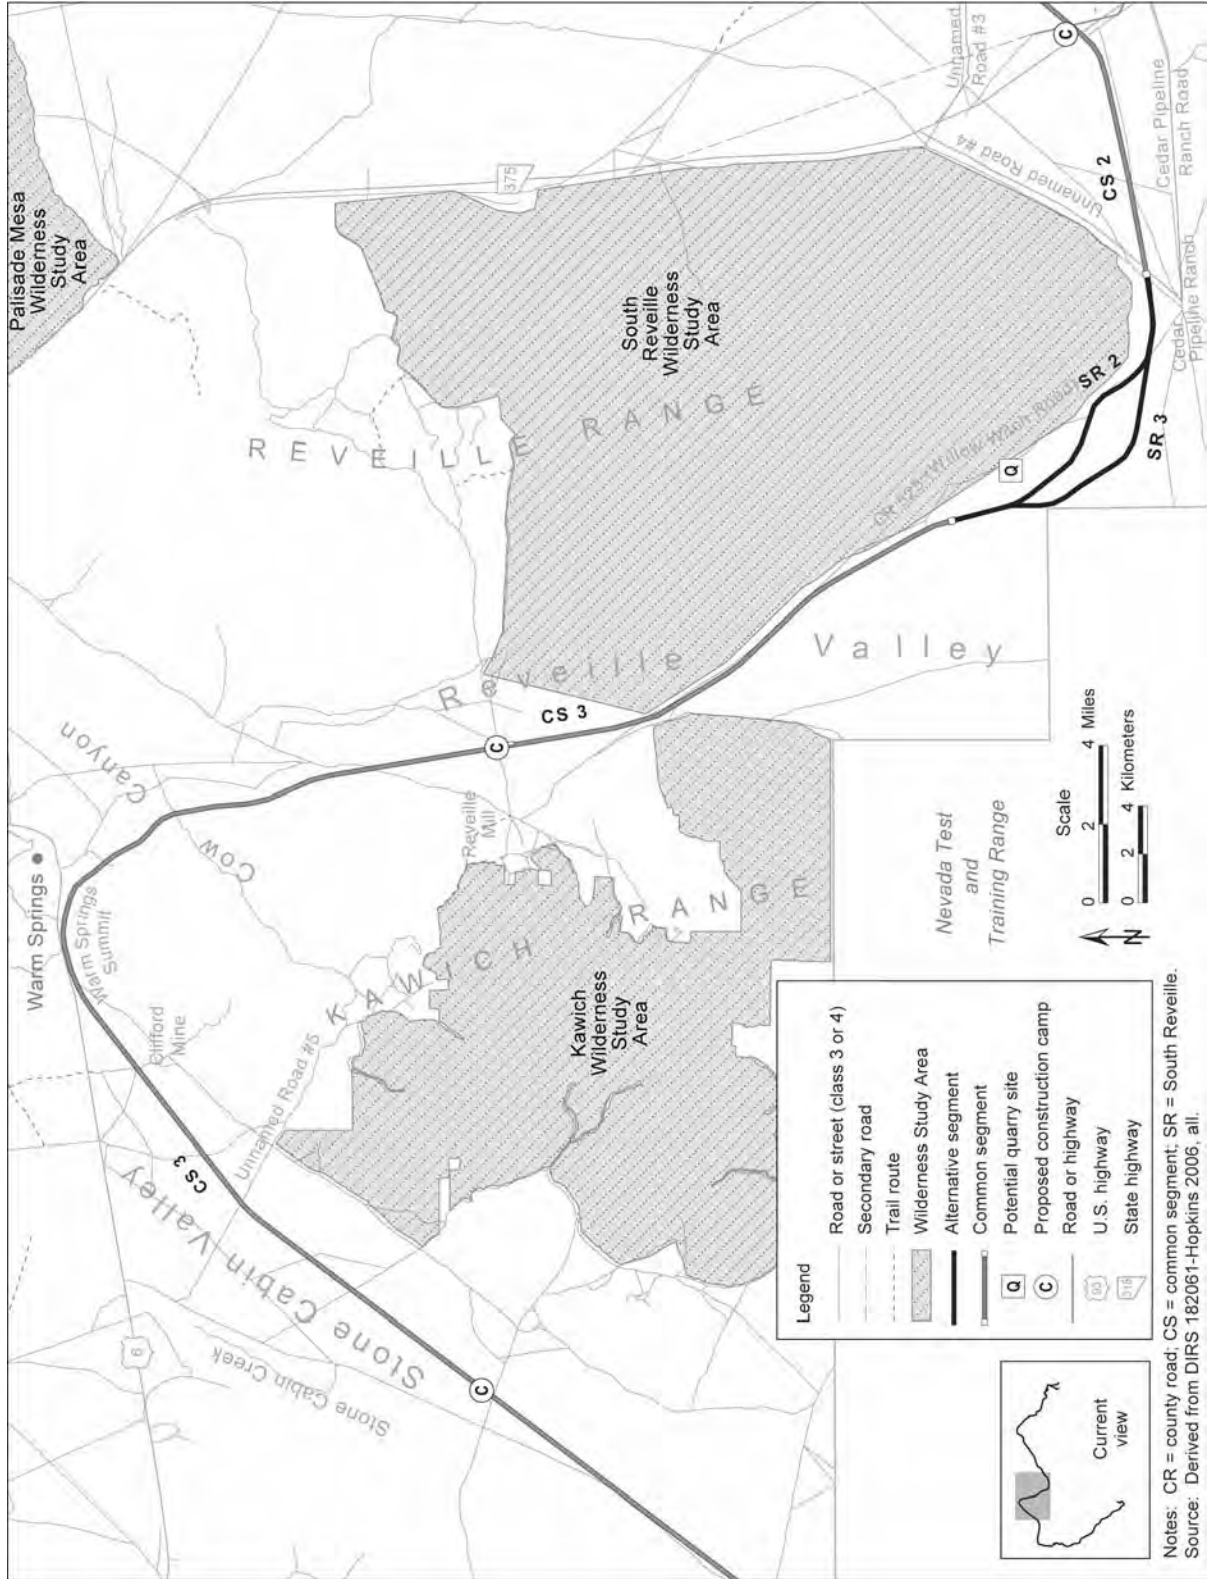 Palisade Mesa
Wilderness
Study
Area
375
Unnamed
Road #3
C
Unnamed Road #4
CS 2
Cedar Pipeline
Ranch Road
South
Reveille
Wilderness
Study
Area
REVEILLE RANGE
Cedar
Pipeline Ranch
SR 2
SR 3
Q
CR 525 (Willow Wash Road)
Reveille Valley
CS 3
C
Cow Canyon
Warm Springs
Warm Springs
Summit
Clifford
Mine
Reveille
Mill
KAWICH RANGE
Unnamed Road #5
Kawich
Wilderness
Study
Area
CS 3
Stone Cabin Valley
6
Stone Cabin Creek
C
Nevada Test
and
Training Range
Scale
0 2 4 Miles
0 2 4 Kilometers
N
Legend
Road or street (class 3 or 4)
Secondary road
Trail route
Wilderness Study Area
Alternative segment
Common segment
Q Potential quarry site
C Proposed construction camp
Road or highway
93 U.S. highway
318 State highway
Current
view
Notes: CR = county road; CS = common segment; SR = South Reveille.
Source: Derived from DIRS 182061-Hopkins 2006, all.